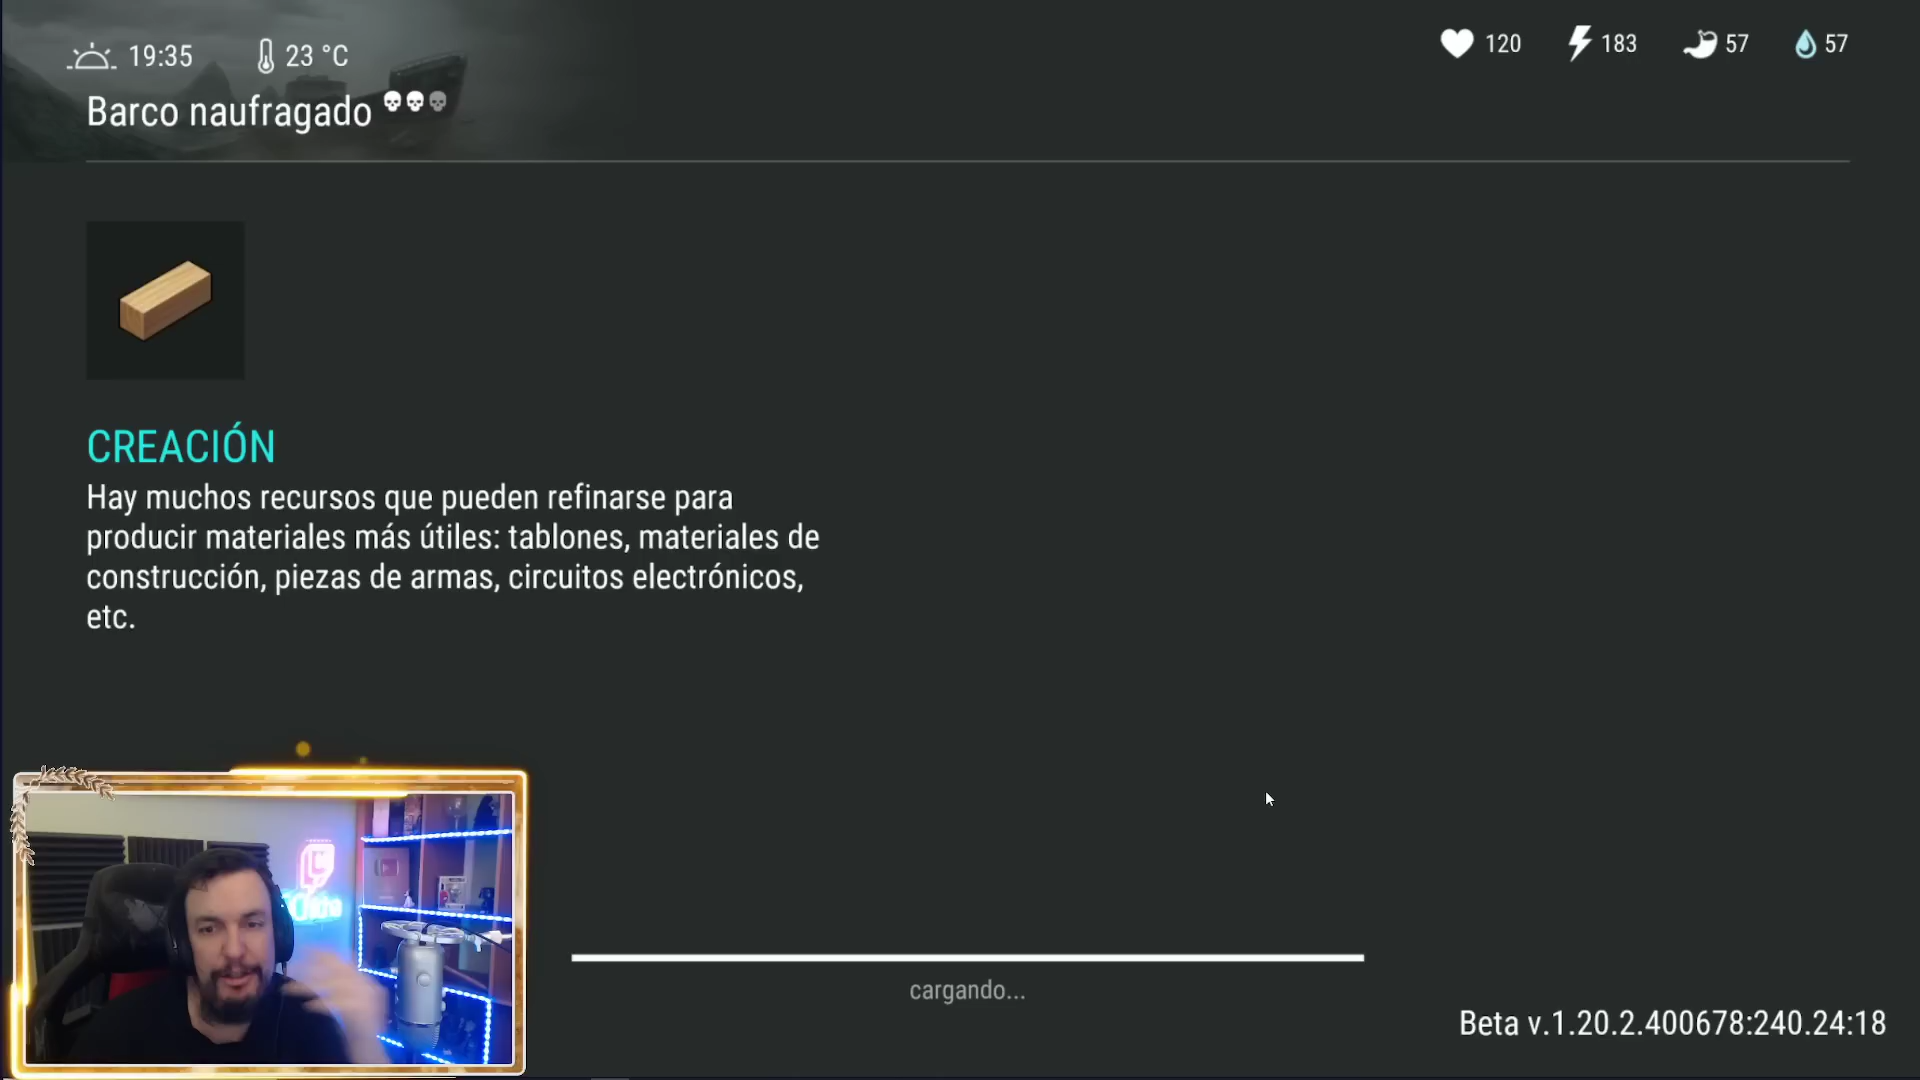 19:35
23 °C
120
183
57
57
Barco naufragado
CREACIÓN
Hay muchos recursos que pueden refinarse para
producir materiales más útiles: tablones, materiales de
construcción, piezas de armas, circuitos electrónicos,
etc.
cargando...
Beta v.1.20.2.400678:240.24:18